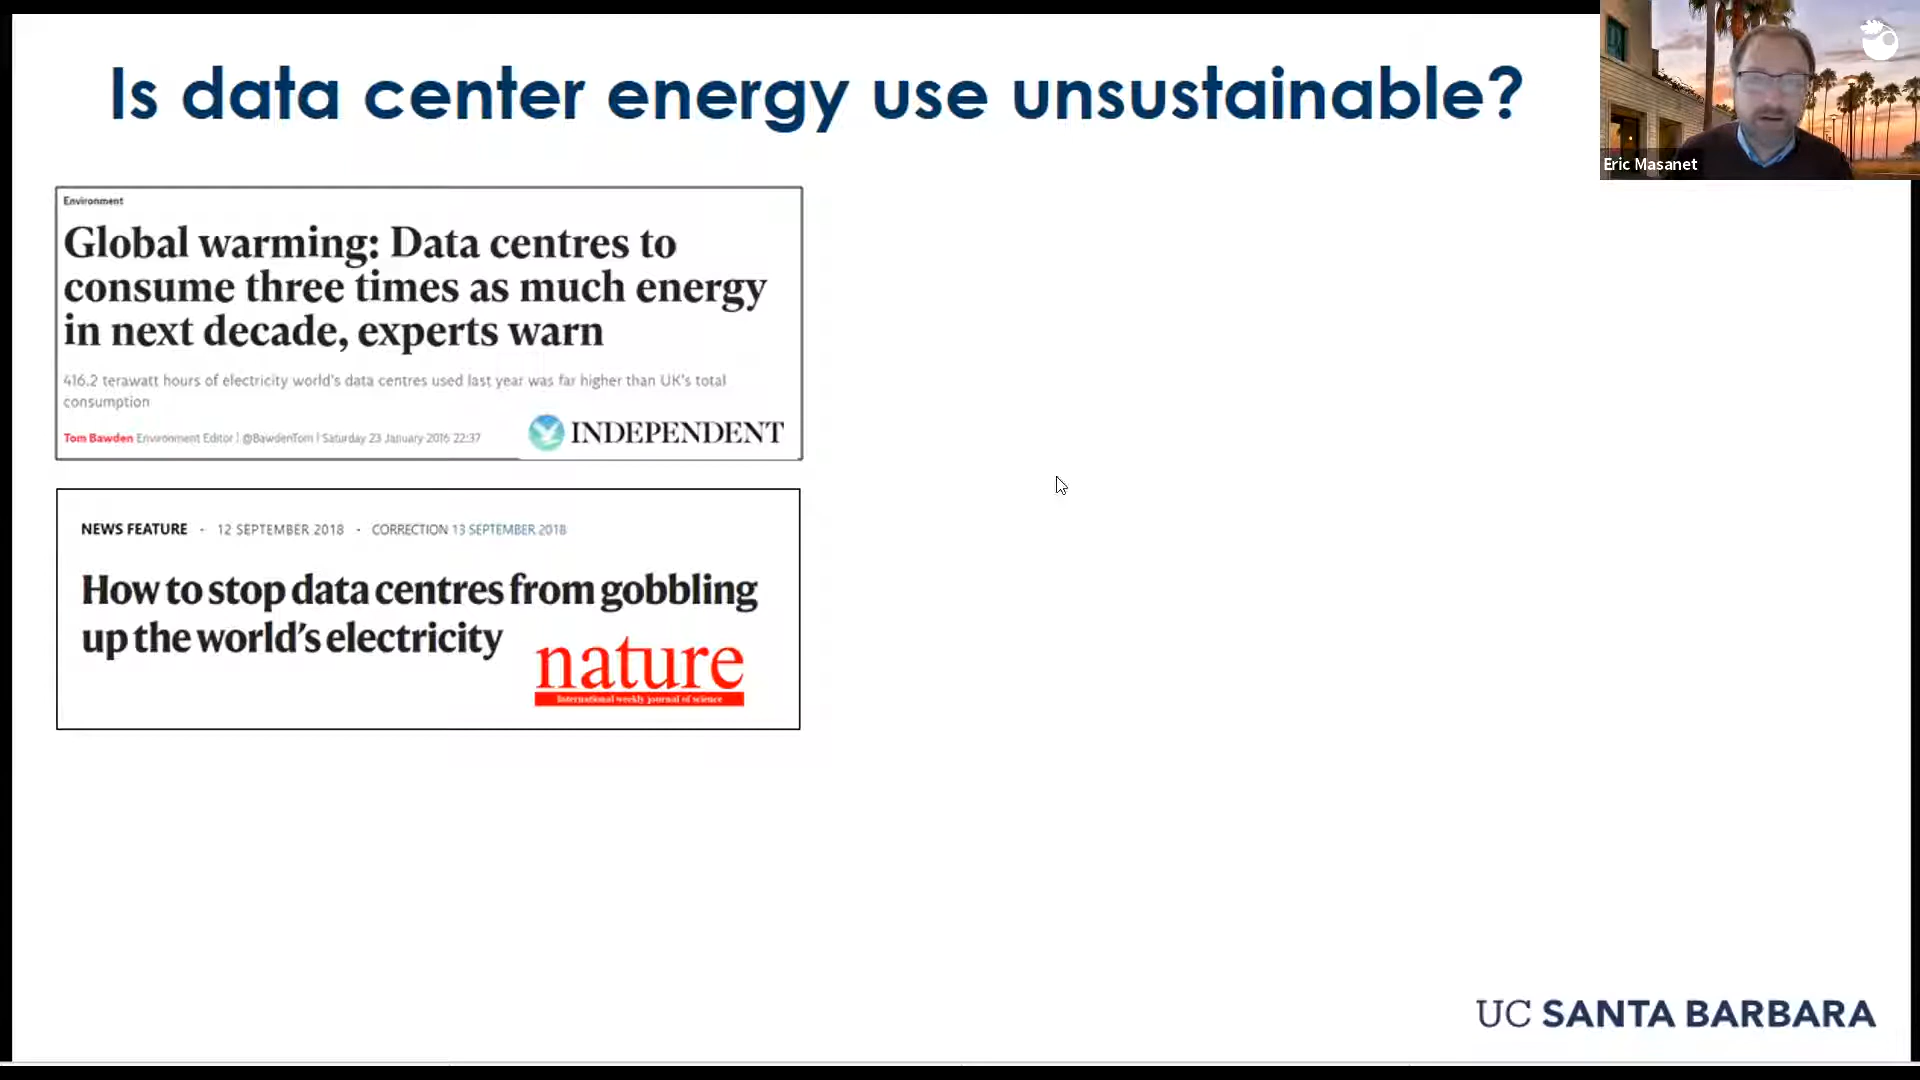 Is data center energy use unsustainable?
Eric Masanet
Environment
Global warming: Data centres to
consume three times as much energy
in next decade, experts warn
416.2 terawatt hours of electricity world's data centres used last year was far higher than UK's total
consumption
Tom Bawden Environment Editor | @BawdenTom | Saturday 23 January 2016 22:37
INDEPENDENT
NEWS FEATURE - 12 SEPTEMBER 2018 - CORRECTION 13 SEPTEMBER 2018
How to stop data centres from gobbling
up the world's electricity
nature
International weekly journal of science
UC SANTA BARBARA